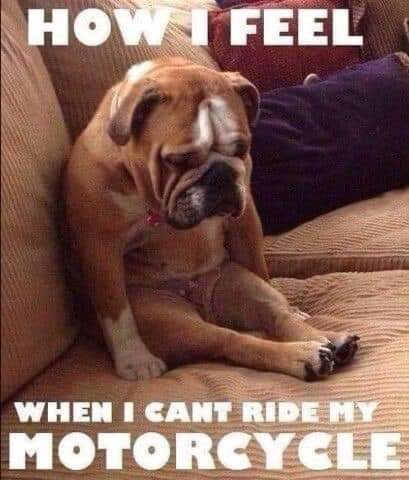 HOW I FEEL
WHEN I CANT RIDE MY
MOTORCYCLE